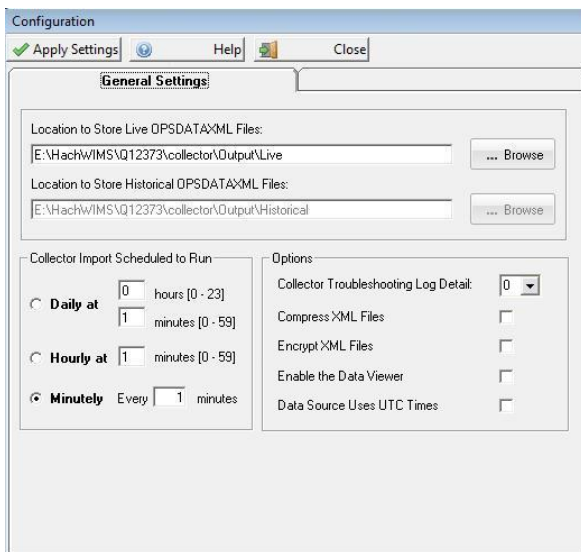 Configuration
Apply Settings Help Close
General Settings
Location to Store Live OPSDATAXML Files:
E:\HachWIMS\Q12373\collector\Output\Live
... Browse
Location to Store Historical OPSDATAXML Files:
E:\HachWIMS\Q12373\collector\Output\Historical
... Browse
Collector Import Scheduled to Run
Daily at 0 hours [0 - 23]
1 minutes [0 - 59]
Hourly at 1 minutes [0 - 59]
Minutely Every 1 minutes
Options
Collector Troubleshooting Log Detail: 0
Compress XML Files
Encrypt XML Files
Enable the Data Viewer
Data Source Uses UTC Times